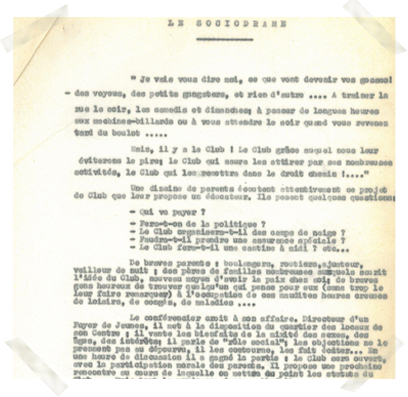 LE SOCIODRAME
" Je vais vous dire moi, ce que vont devenir vos gosses!
- des voyous, des petits gangsters, et rien d'autre .... A traîner la
rue le soir, les samedis et dimanches; à passer de longues heures
aux machines-billards ou à vous attendre le soir quand vous revenez
tard du boulot .....
Mais, il y a le Club ! Le Club grâce auquel nous leur
éviterons le pire; le Club qui saura les attirer par ses nombreuses
activités, le Club qui les remettra dans le droit chemin !...."
Une dizaine de parents écoutent attentivement ce projet
de Club que leur propose un éducateur. Ils posent quelques questions:
- Qui va payer ?
- Fera-t-on de la politique ?
- Le Club organisera-t-il des camps de neige ?
- Faudra-t-il prendre une assurance spéciale ?
- Le Club fera-t-il une cantine à midi ? etc...
De braves parents : boulangers, routiers, ajusteur,
veilleur de nuit ; des pères de familles nombreuses auxquels sourit
l'idée du Club, nouveau moyen d'avoir la paix chez soi; de braves
gens heureux de trouver quelqu'un qui pense pour eux (sans trop le
leur faire remarquer) à l'occupation de ces maudites heures creuses
de loisirs, de congés, de maladies ,...
Le conférencier croit à son affaire. Directeur d'un
Foyer de Jeunes, il met à la disposition du quartier des locaux de
son Centre ; il vante les bienfaits de la mixité des sexes, des
âges, des intérêts; il parle de "rôle social"; les objections ne le
prennent pas au dépourvu, il les contourne, les fait éclater... En
une heure de discussion il a gagné la partie : le Club sera ouvert,
avec la participation morale des parents. Il propose une prochaine
rencontre au cours de laquelle on mettra au point les statuts du